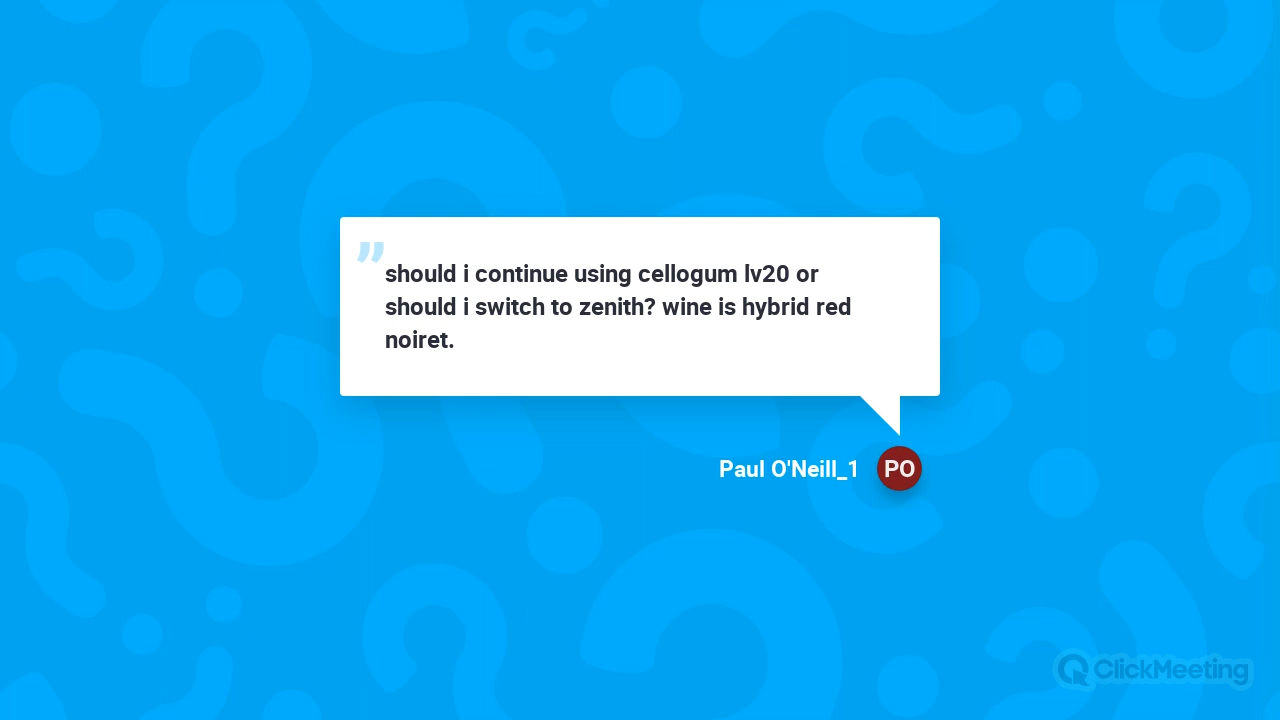 ”
should i continue using cellogum lv20 or
should i switch to zenith? wine is hybrid red
noiret.
Paul O'Neill_1 PO
ClickMeeting